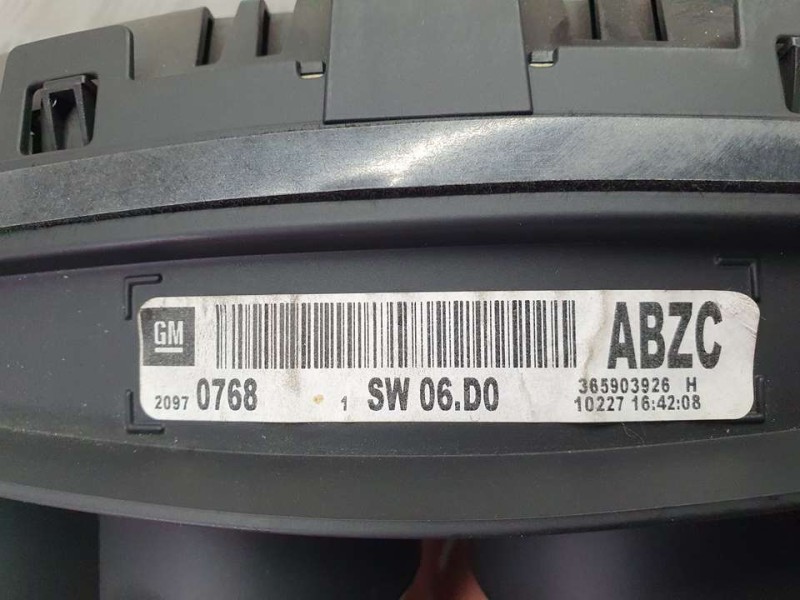 GM
ABZC
2097 0768 1 SW 06.D0 365903926 H
10227 16:42:08